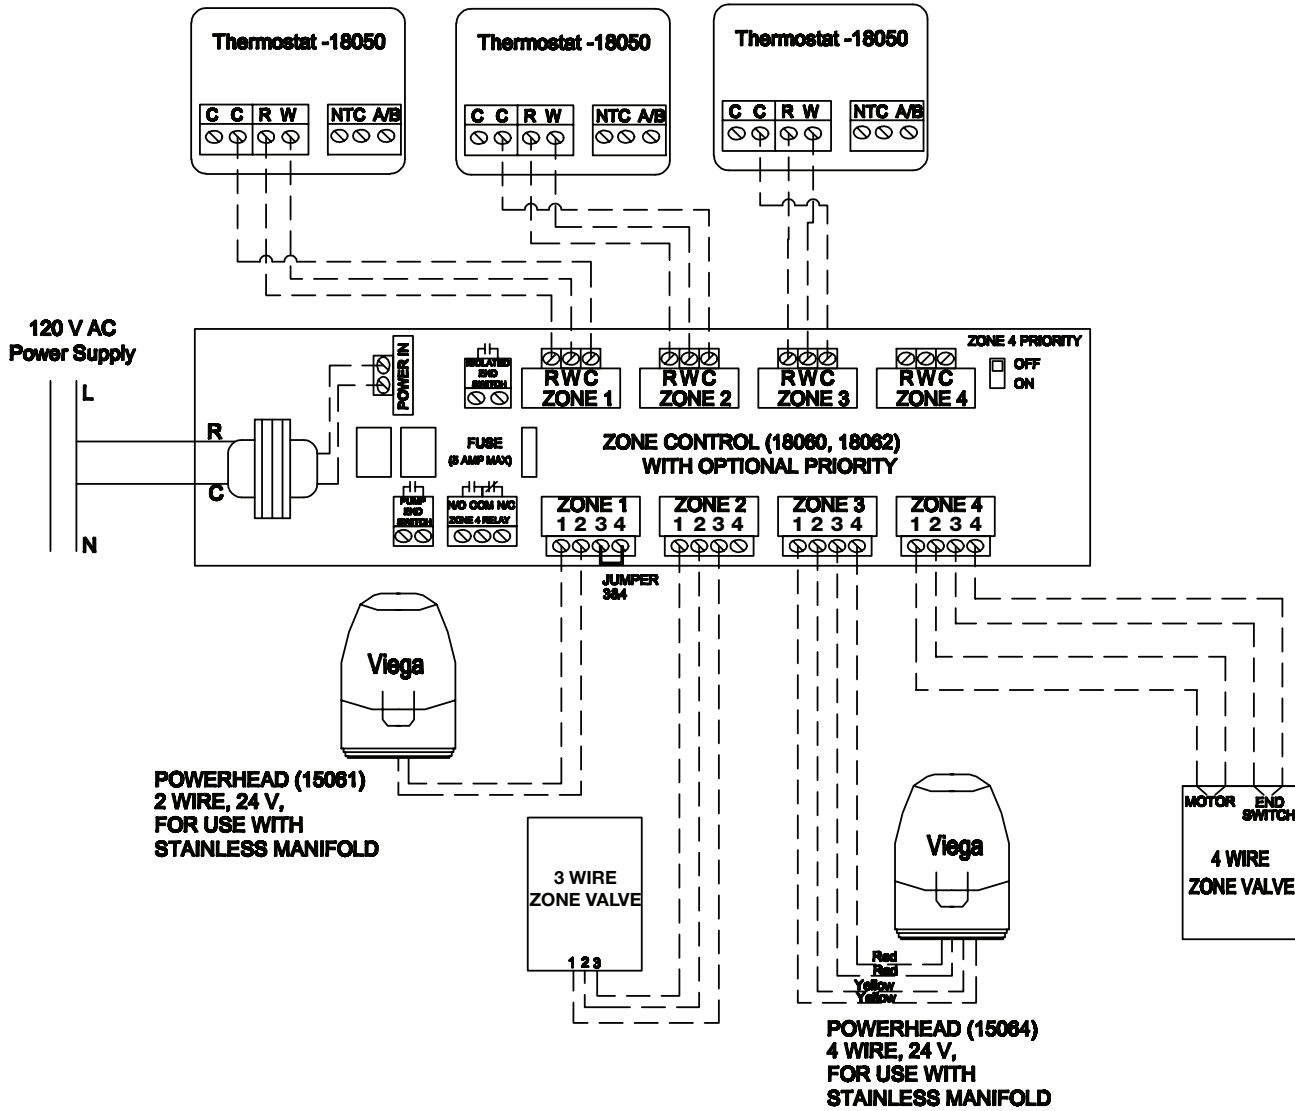 Thermostat -18050
C C R W NTC A/B
Thermostat -18050
C C R W NTC A/B
Thermostat -18050
C C R W NTC A/B
120 V AC
Power Supply
L
N
R
C
POWER IN
ISOLATED
END
SWITCH
R W C
ZONE 1
R W C
ZONE 2
R W C
ZONE 3
R W C
ZONE 4
ZONE 4 PRIORITY
OFF
ON
FUSE
(5 AMP MAX)
ZONE CONTROL (18060, 18062)
WITH OPTIONAL PRIORITY
PUMP
END
SWITCH
N/O COM N/C
ZONE 4 RELAY
ZONE 1
1 2 3 4
ZONE 2
1 2 3 4
ZONE 3
1 2 3 4
ZONE 4
1 2 3 4
JUMPER
3&4
Viega
POWERHEAD (15061)
2 WIRE, 24 V,
FOR USE WITH
STAINLESS MANIFOLD
3 WIRE
ZONE VALVE
1 2 3
Viega
Red
Red
Yellow
Yellow
POWERHEAD (15064)
4 WIRE, 24 V,
FOR USE WITH
STAINLESS MANIFOLD
MOTOR
END
SWITCH
4 WIRE
ZONE VALVE